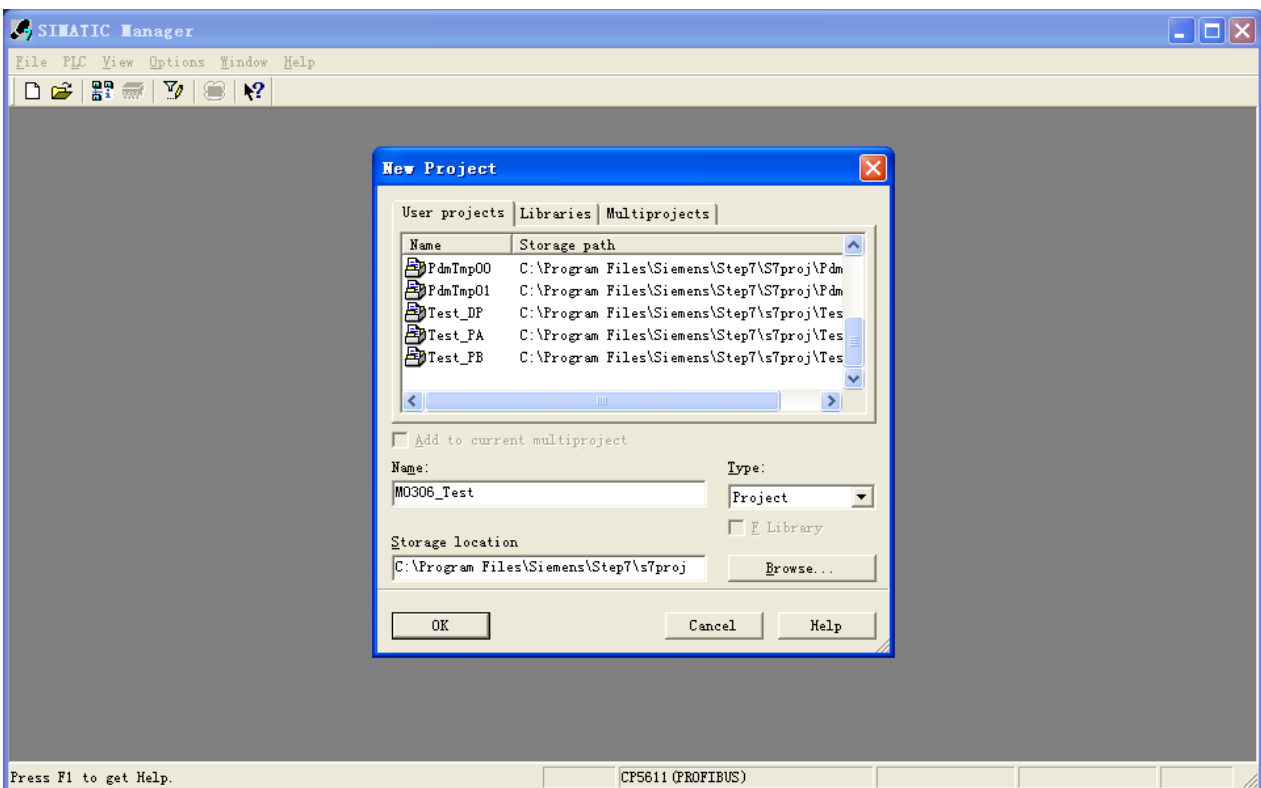 SIMATIC Manager
File PLC View Options Window Help
New Project
User projects Libraries Multiprojects
Name Storage path
PdmTmp00 C:\Program Files\Siemens\Step7\S7proj\Pdm
PdmTmp01 C:\Program Files\Siemens\Step7\S7proj\Pdm
Test_DP C:\Program Files\Siemens\Step7\s7proj\Tes
Test_PA C:\Program Files\Siemens\Step7\s7proj\Tes
Test_PB C:\Program Files\Siemens\Step7\s7proj\Tes
Add to current multiproject
Name: Type:
M0306_Test Project
F Library
Storage location
C:\Program Files\Siemens\Step7\s7proj Browse...
OK Cancel Help
Press F1 to get Help. CP5611(PROFIBUS)